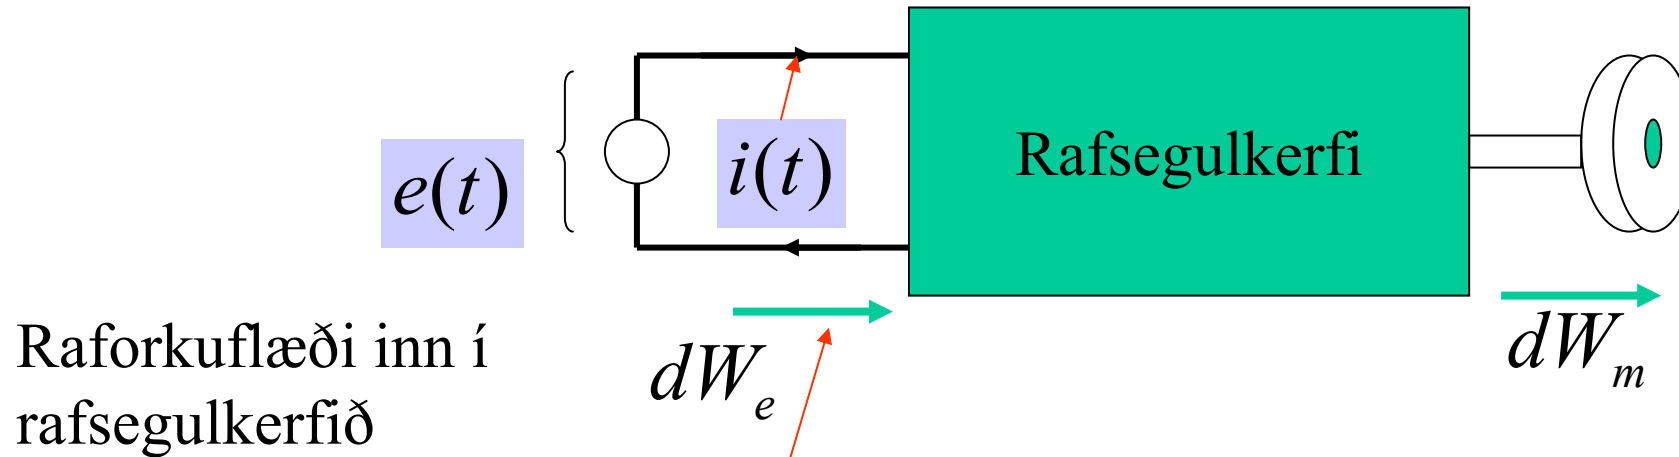 Rafsegulkerfi
e(t)
i(t)
dW_e
dW_m
Raforkuflæði inn í
rafsegulkerfið